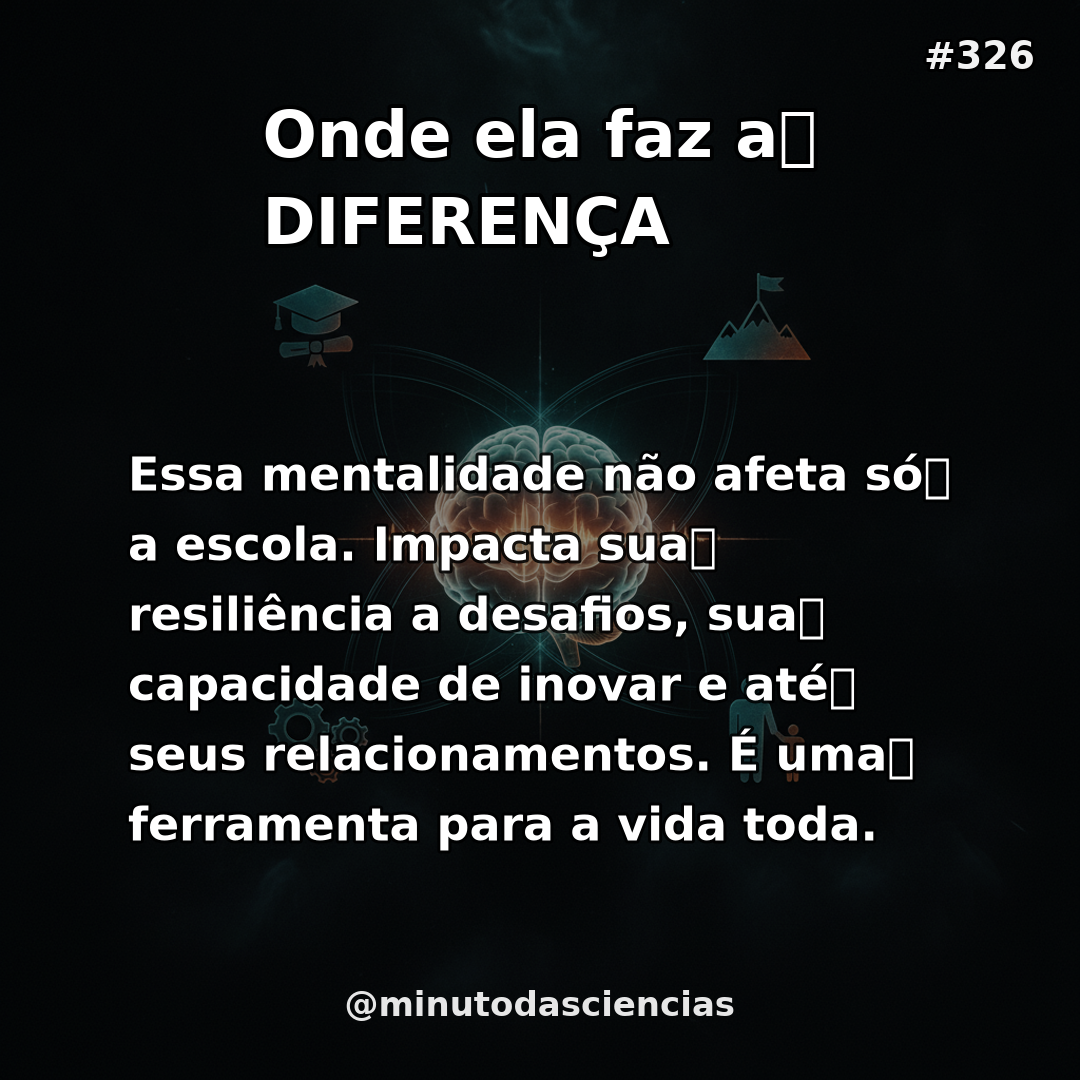 #326
Onde ela faz a
DIFERENÇA
Essa mentalidade não afeta só
a escola. Impacta sua
resiliência a desafios, sua
capacidade de inovar e até
seus relacionamentos. É uma
ferramenta para a vida toda.
@minutodasciencias